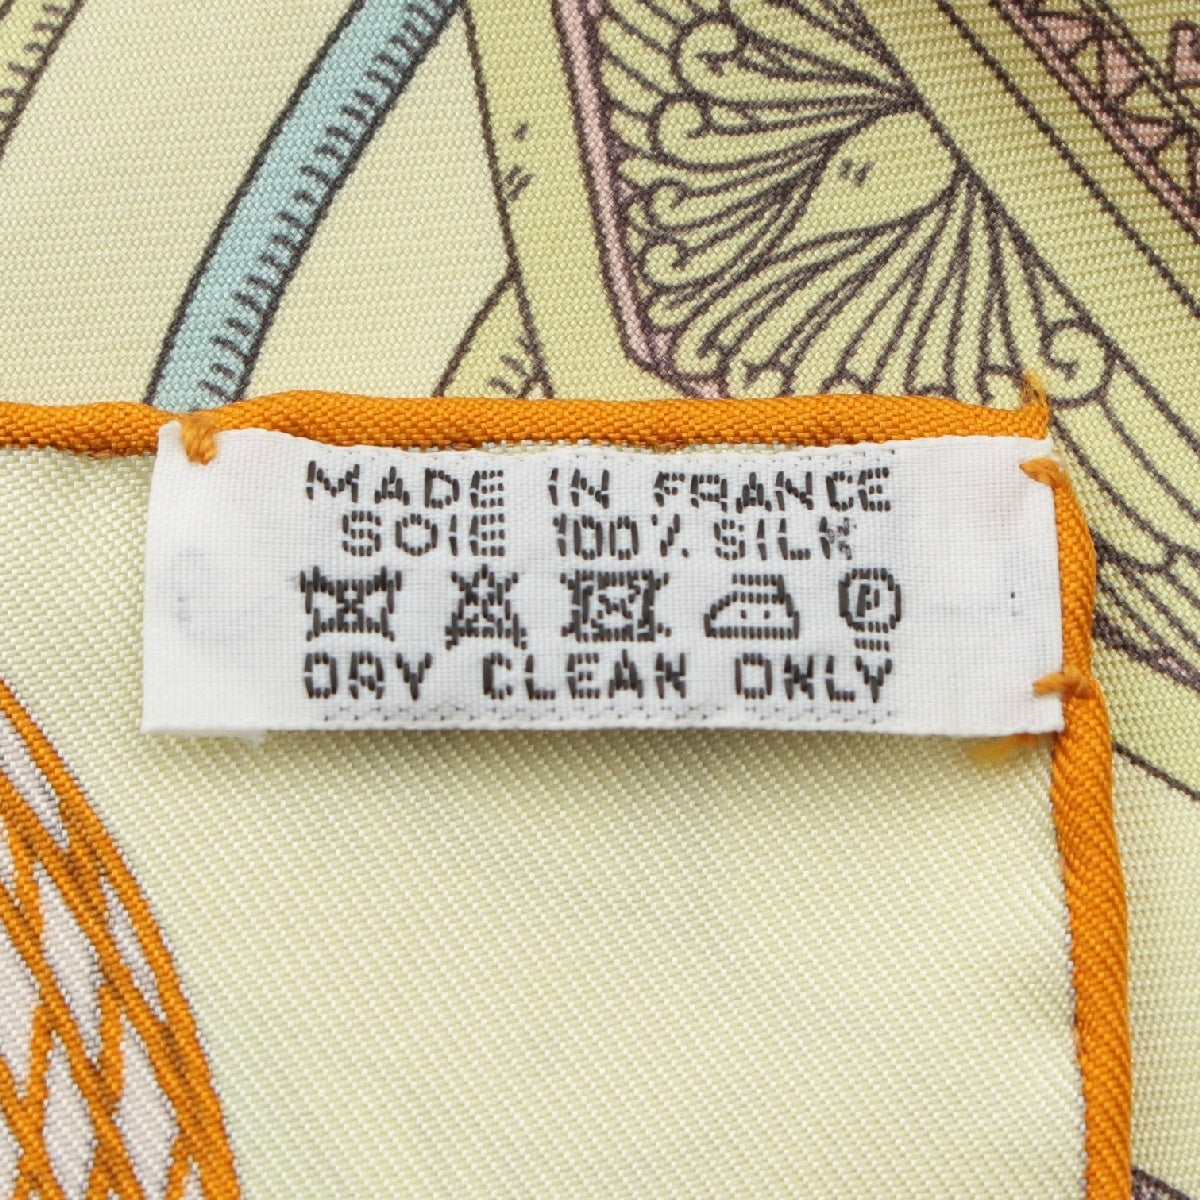 MADE IN FRANCE
SOIE 100% SILK
P
DRY CLEAN ONLY